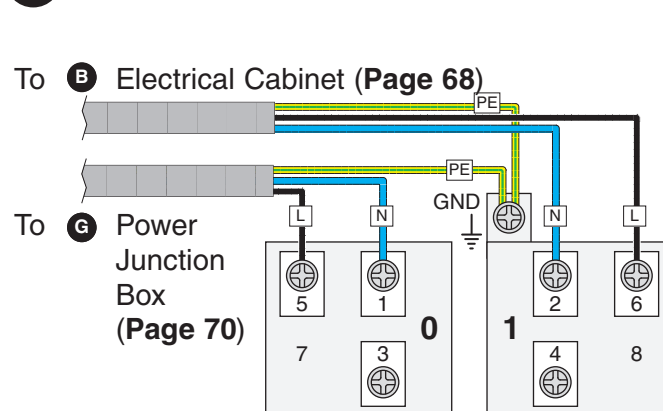 To B Electrical Cabinet (Page 68)
PE
PE
GND
L N N L
To G Power
Junction
Box
(Page 70)
5 1 2 6
0 1
7 3 4 8